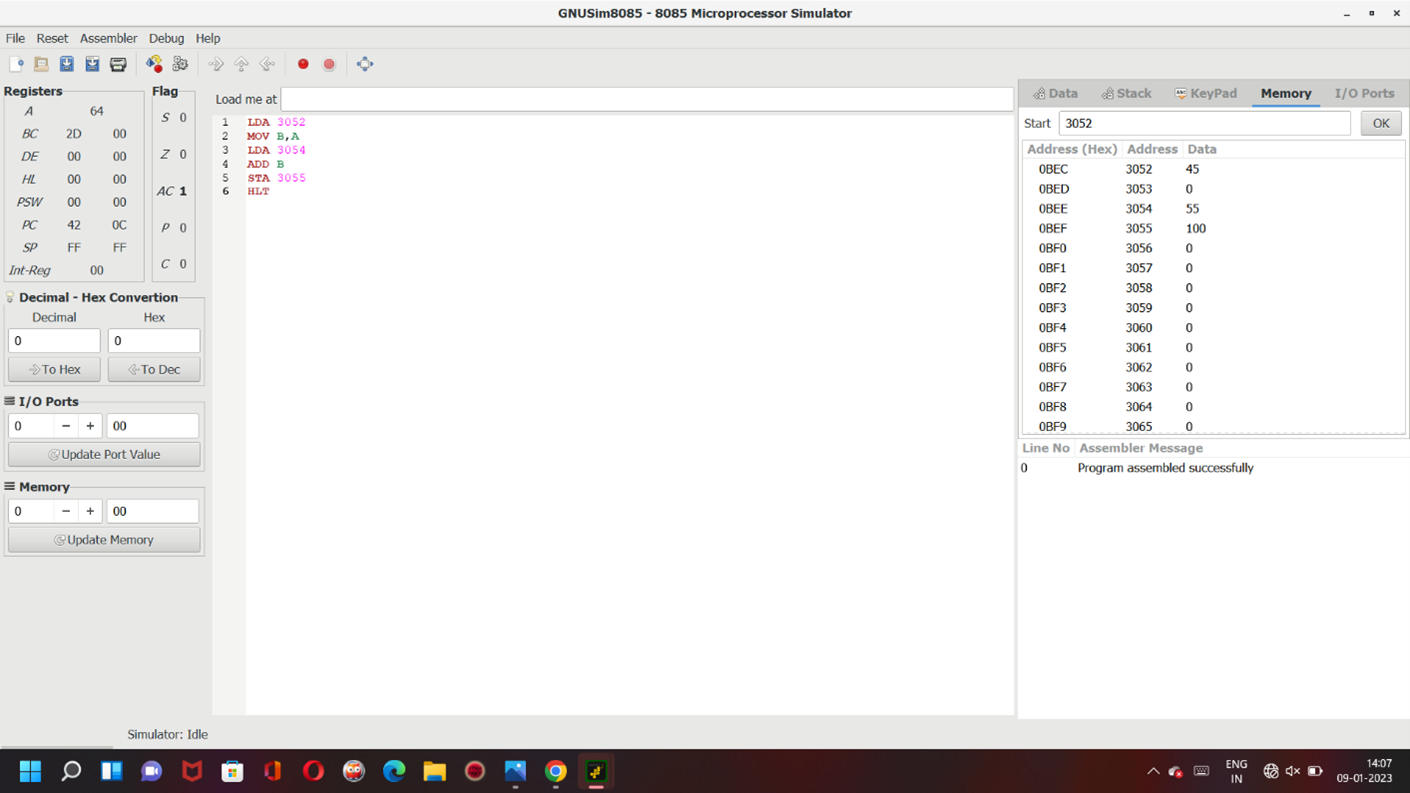 GNUSim8085 - 8085 Microprocessor Simulator
File Reset Assembler Debug Help
Registers
A 64
BC 2D 00
DE 00 00
HL 00 00
PSW 00 00
PC 42 0C
SP FF FF
Int-Reg 00
Flag
S 0
Z 0
AC 1
P 0
C 0
Decimal - Hex Convertion
Decimal Hex
0 0
To Hex To Dec
I/O Ports
0 − + 00
Update Port Value
Memory
0 − + 00
Update Memory
Load me at
1 LDA 3052
2 MOV B,A
3 LDA 3054
4 ADD B
5 STA 3055
6 HLT
Data Stack KeyPad Memory I/O Ports
Start 3052 OK
Address (Hex) Address Data
0BEC 3052 45
0BED 3053 0
0BEE 3054 55
0BEF 3055 100
0BF0 3056 0
0BF1 3057 0
0BF2 3058 0
0BF3 3059 0
0BF4 3060 0
0BF5 3061 0
0BF6 3062 0
0BF7 3063 0
0BF8 3064 0
0BF9 3065 0
Line No Assembler Message
0 Program assembled successfully
Simulator: Idle
ENG
IN
14:07
09-01-2023